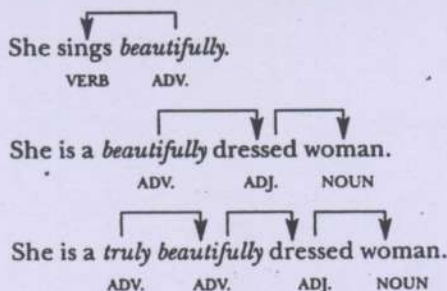 She sings beautifully.
VERB ADV.
She is a beautifully dressed woman.
ADV. ADJ. NOUN
She is a truly beautifully dressed woman.
ADV. ADV. ADJ. NOUN